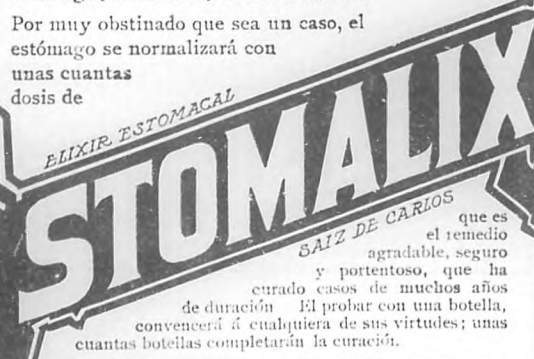 Por muy obstinado que sea un caso, el
estómago se normalizará con
unas cuantas
dosis de
ELIXIR ESTOMACAL
STOMALIX
SAIZ DE CARLOS
que es
el remedio
agradable, seguro
y portentoso, que ha
curado casos de muchos años
de duración El probar con una botella,
convencerá á cualquiera de sus virtudes; unas
cuantas botellas completarán la curación.